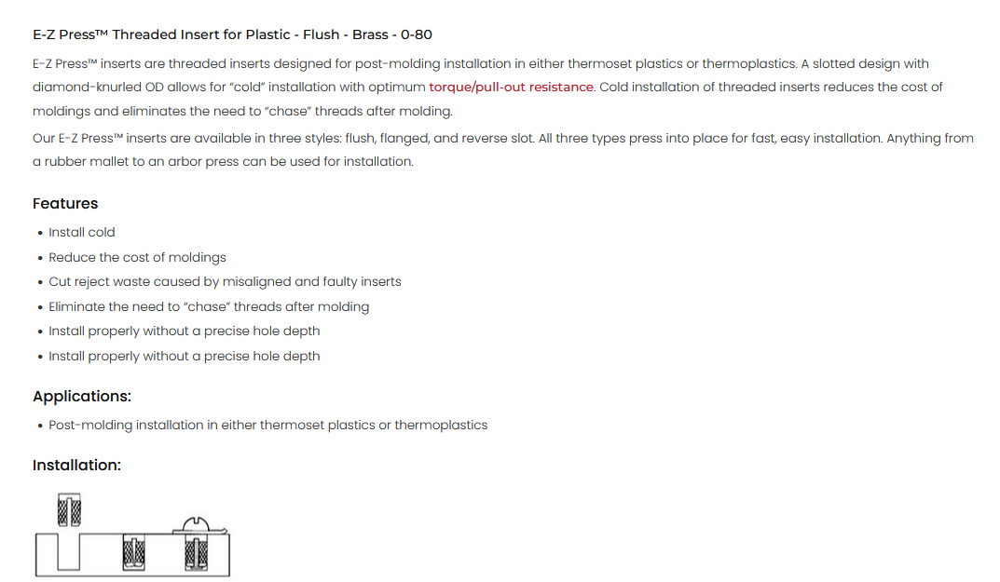 E-Z Press™ Threaded Insert for Plastic - Flush - Brass - 0-80
E-Z Press™ inserts are threaded inserts designed for post-molding installation in either thermoset plastics or thermoplastics. A slotted design with
diamond-knurled OD allows for “cold” installation with optimum torque/pull-out resistance. Cold installation of threaded inserts reduces the cost of
moldings and eliminates the need to “chase” threads after molding.
Our E-Z Press™ inserts are available in three styles: flush, flanged, and reverse slot. All three types press into place for fast, easy installation. Anything from
a rubber mallet to an arbor press can be used for installation.
Features
• Install cold
• Reduce the cost of moldings
• Cut reject waste caused by misaligned and faulty inserts
• Eliminate the need to “chase” threads after molding
• Install properly without a precise hole depth
• Install properly without a precise hole depth
Applications:
• Post-molding installation in either thermoset plastics or thermoplastics
Installation: